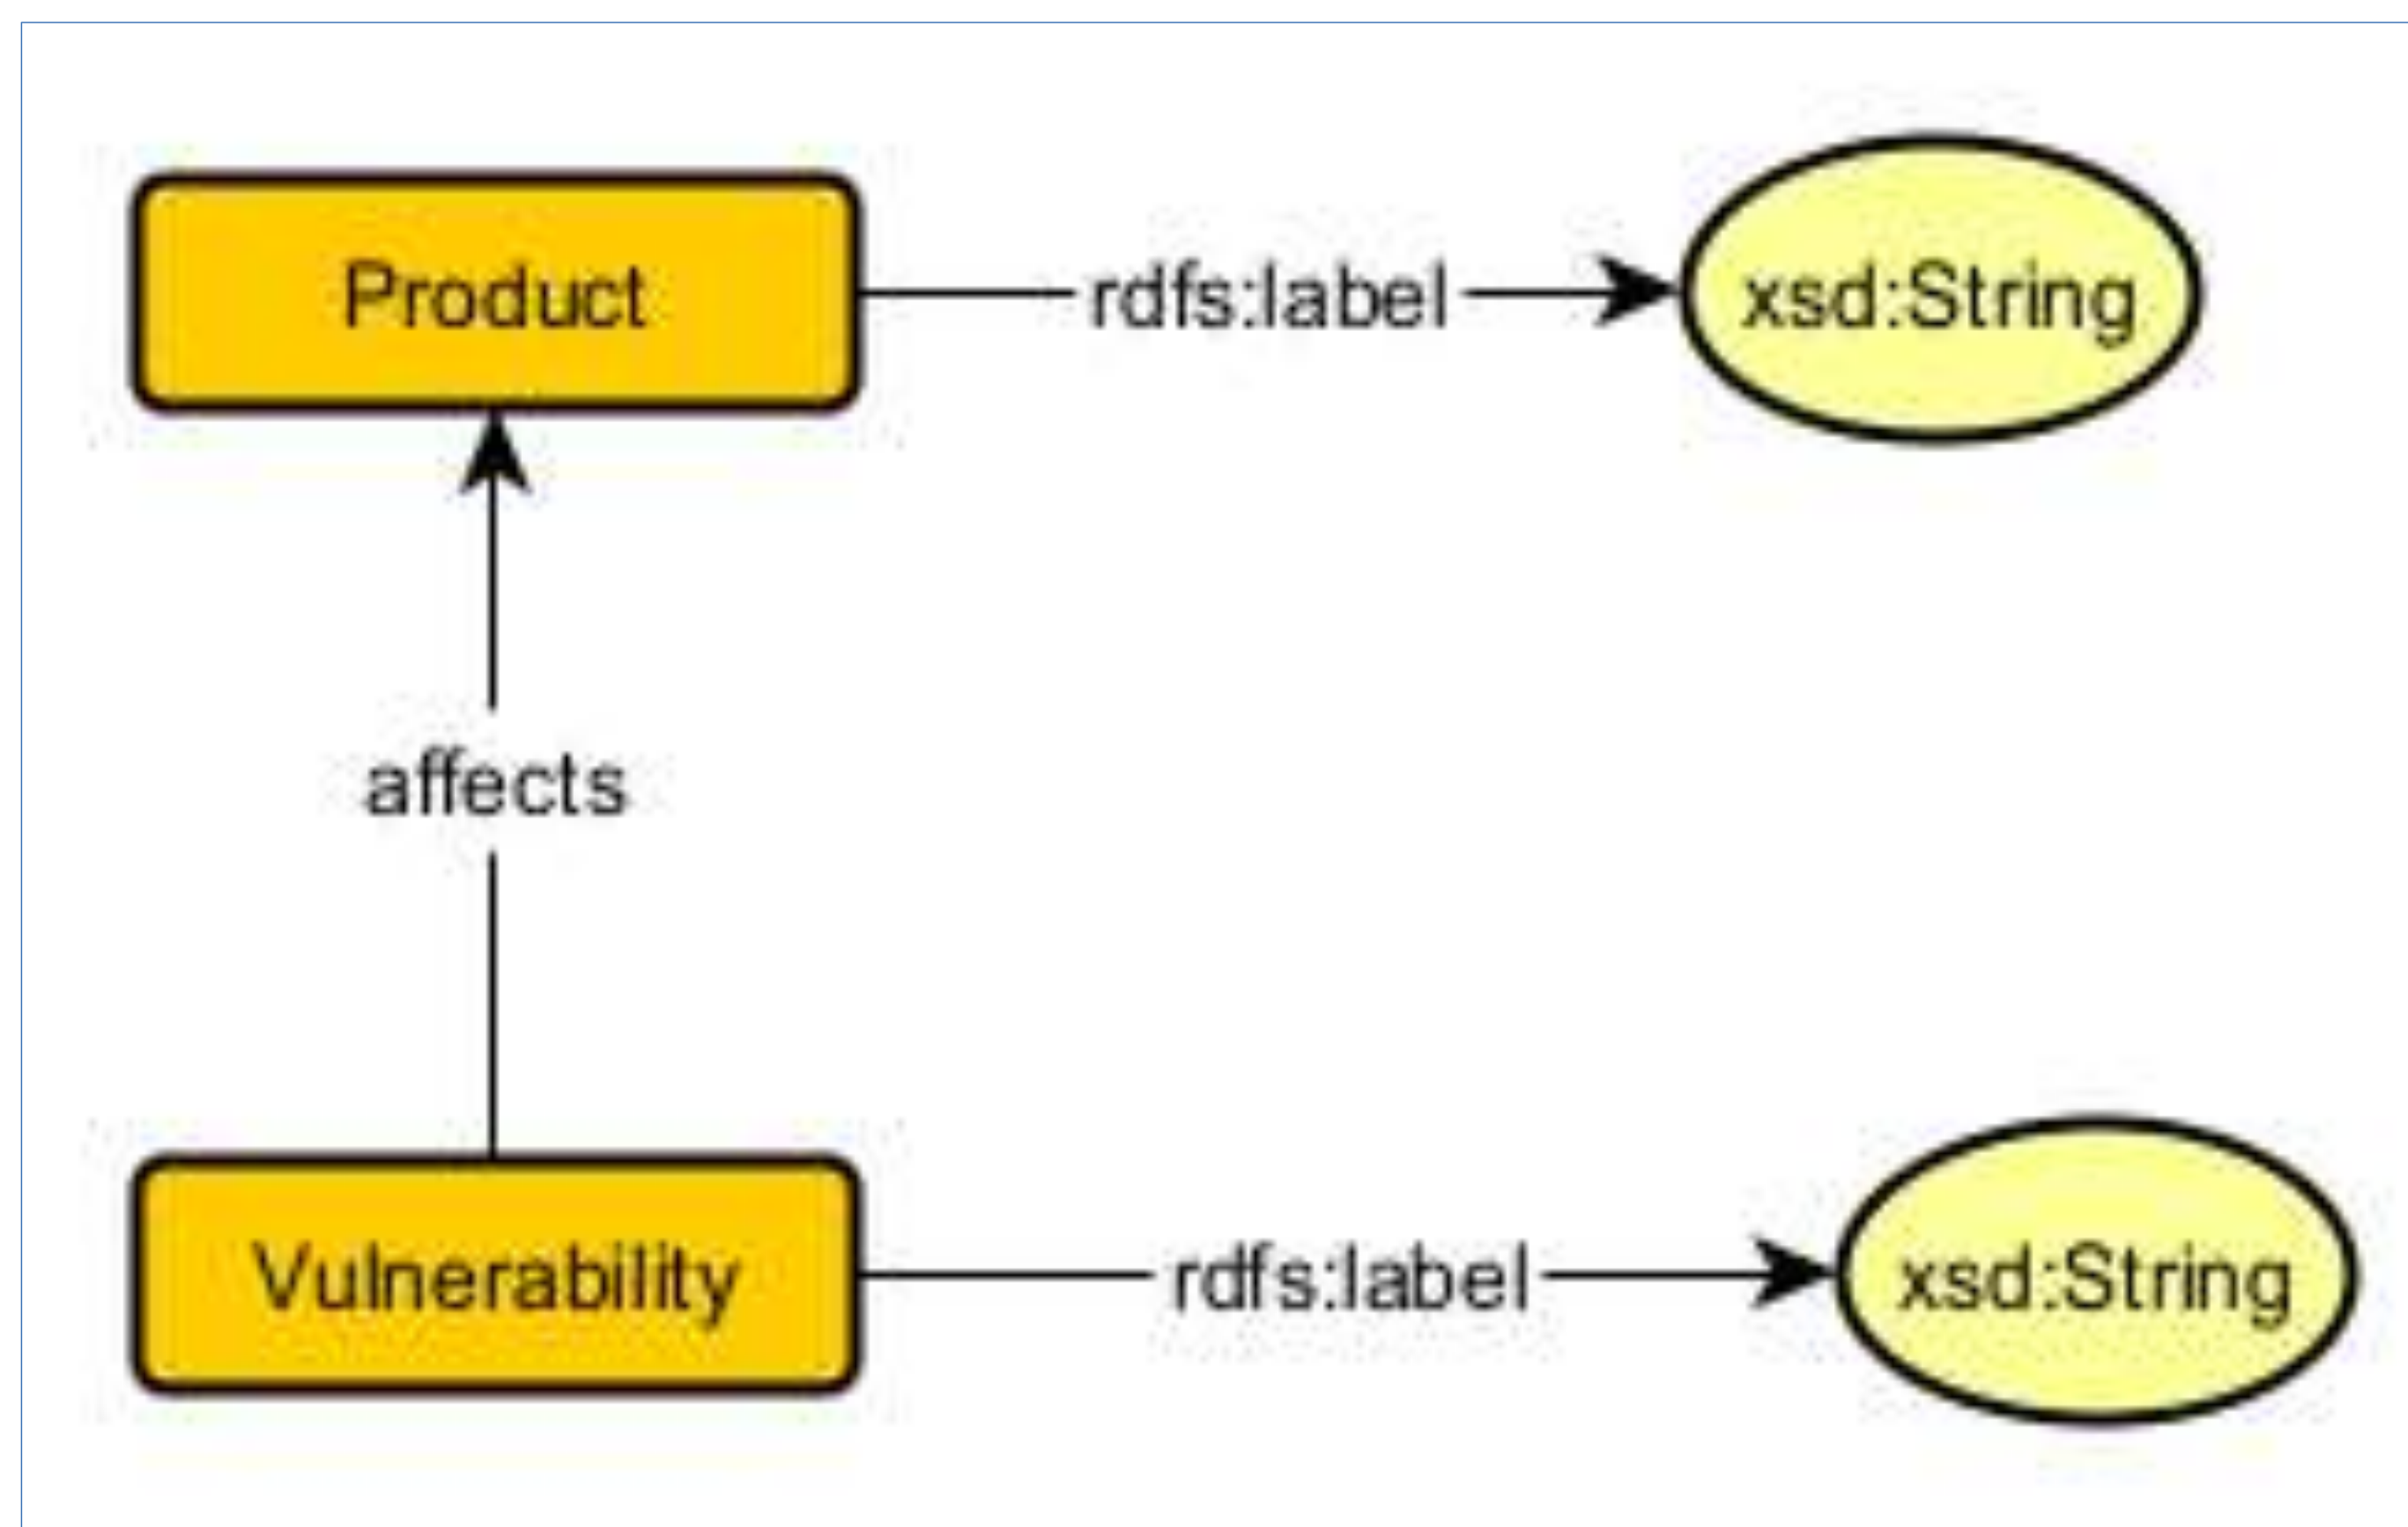 Product
rdfs:label
xsd:String
affects
Vulnerability
rdfs:label
xsd:String